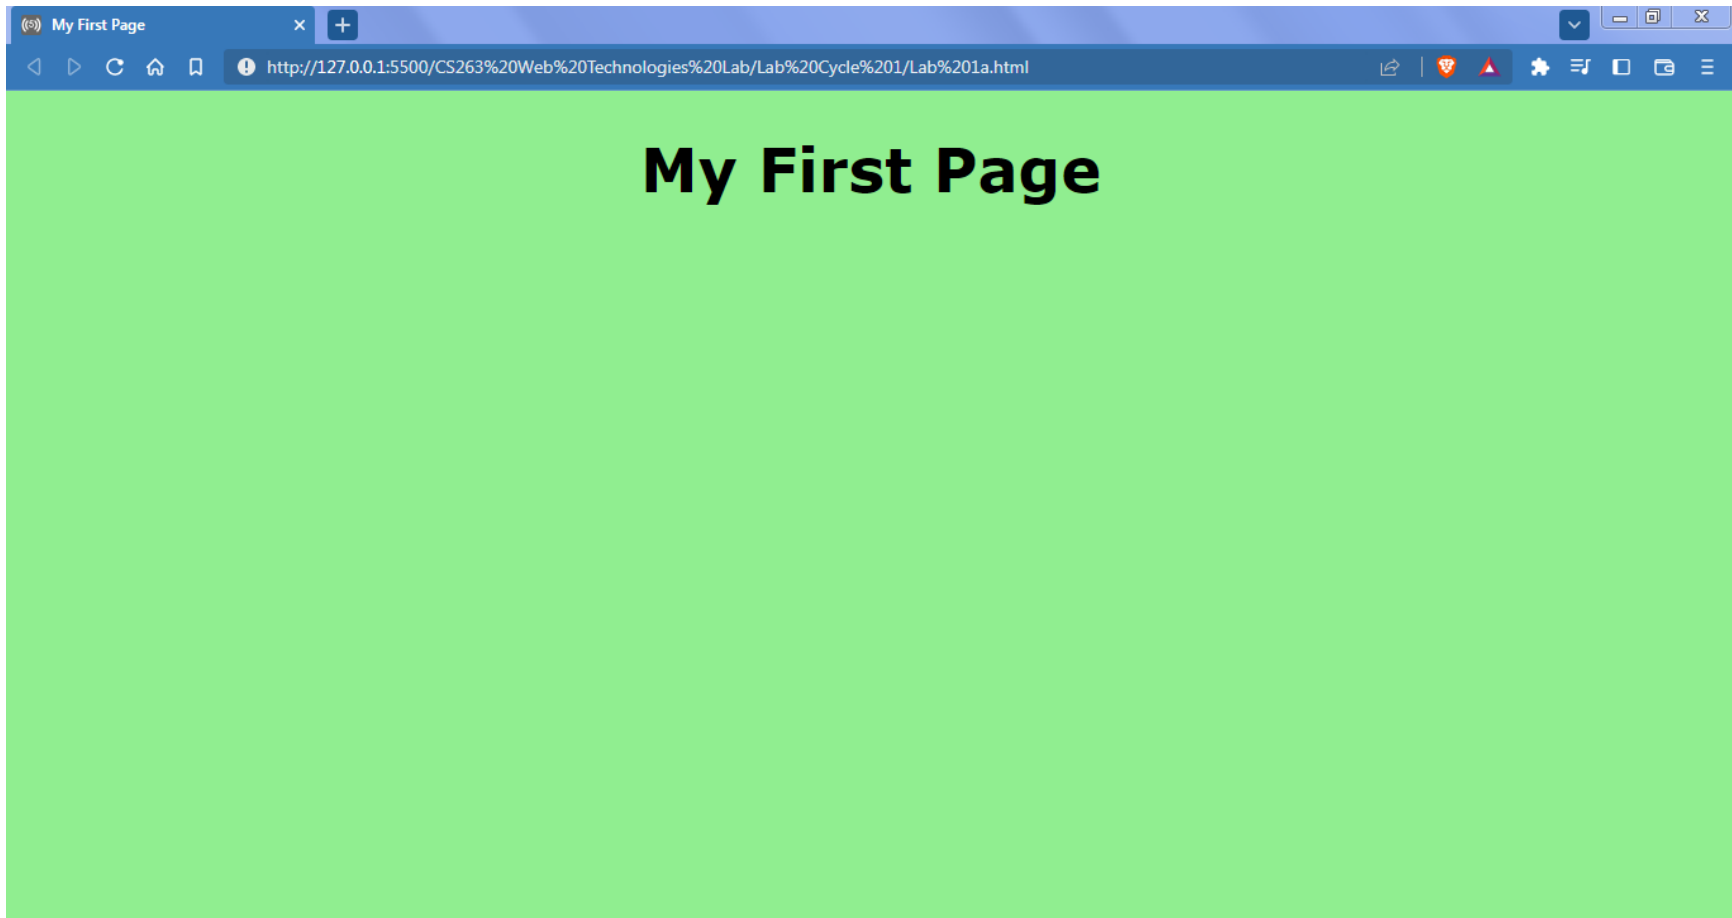 My First Page
http://127.0.0.1:5500/CS263%20Web%20Technologies%20Lab/Lab%20Cycle%201/Lab%201a.html
My First Page